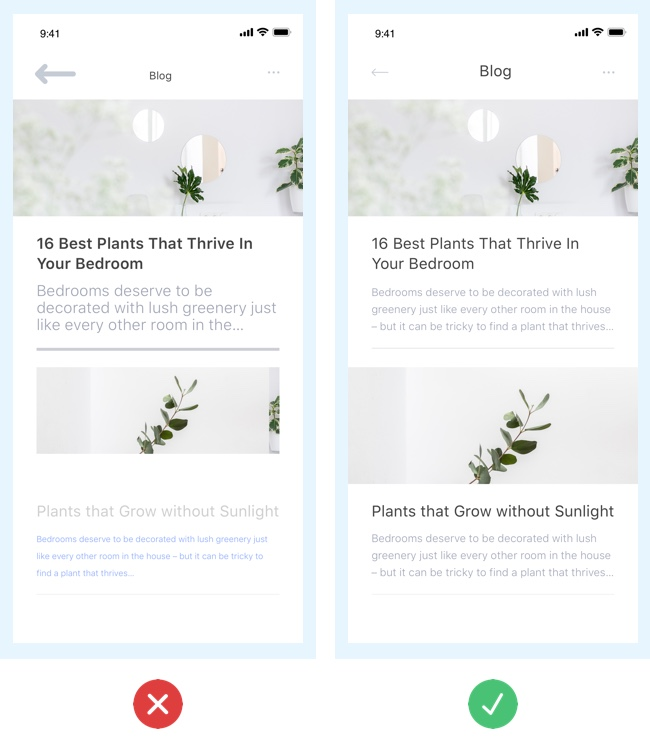 9:41
Blog
16 Best Plants That Thrive In
Your Bedroom
Bedrooms deserve to be
decorated with lush greenery just
like every other room in the...
Plants that Grow without Sunlight
Bedrooms deserve to be decorated with lush greenery just
like every other room in the house – but it can be tricky to
find a plant that thrives...
9:41
Blog
16 Best Plants That Thrive In
Your Bedroom
Bedrooms deserve to be decorated with lush
greenery just like every other room in the house
– but it can be tricky to find a plant that thrives...
Plants that Grow without Sunlight
Bedrooms deserve to be decorated with lush
greenery just like every other room in the house
– but it can be tricky to find a plant that thrives...